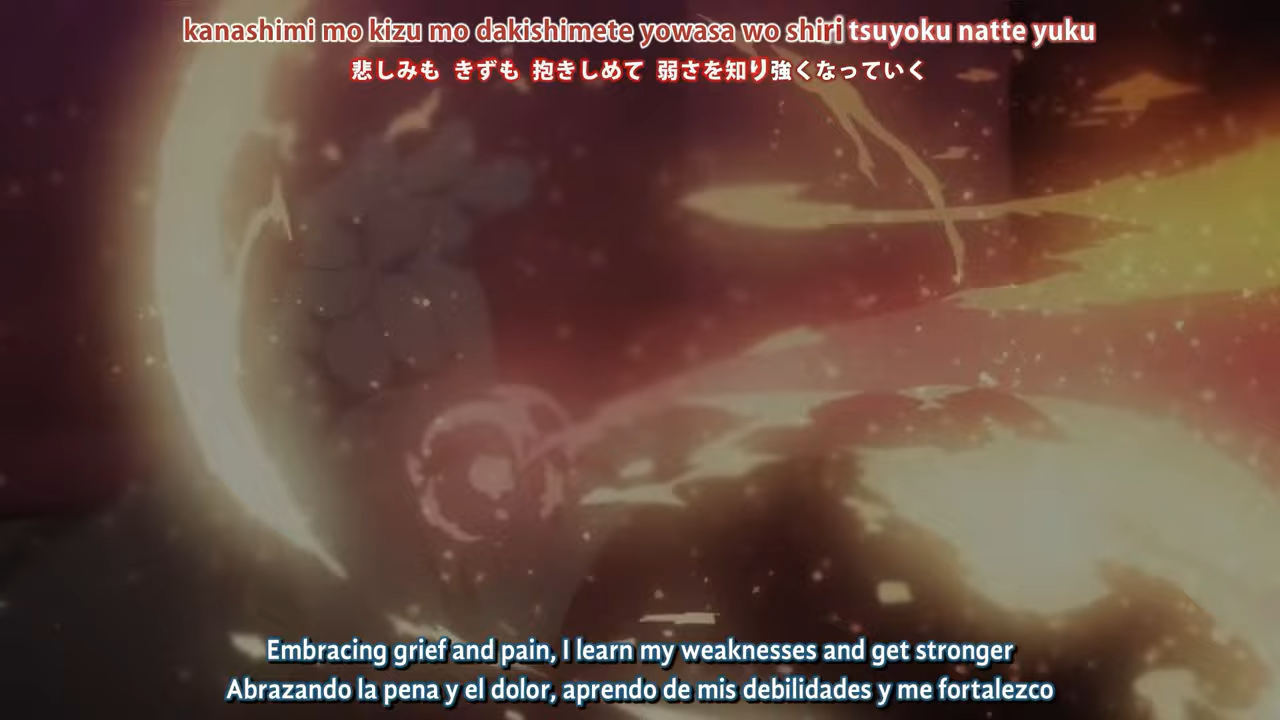 kanashimi mo kizu mo dakishimete yowasa wo shiri tsuyoku natte yuku
悲しみも きずも 抱きしめて 弱さを知り強くなっていく
Embracing grief and pain, I learn my weaknesses and get stronger
Abrazando la pena y el dolor, aprendo de mis debilidades y me fortalezco